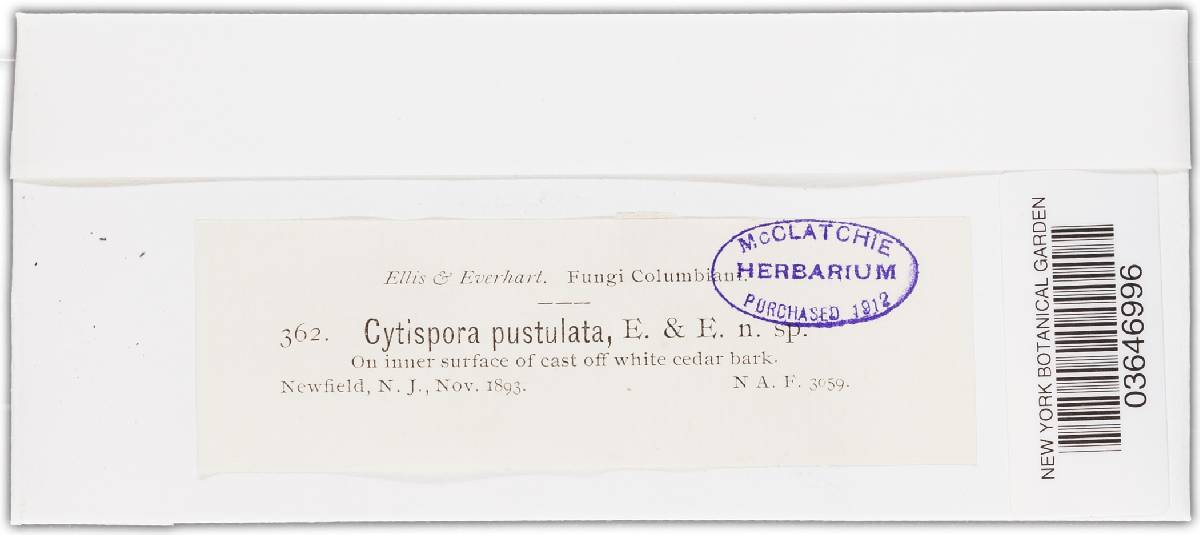 Ellis & Everhart. Fungi Columbiani.
362. Cytispora pustulata, E. & E. n. sp.
On inner surface of cast off white cedar bark.
Newfield, N. J., Nov. 1893. N A. F. 3059.
McCLATCHIE
HERBARIUM
PURCHASED 1912
NEW YORK BOTANICAL GARDEN
03646996